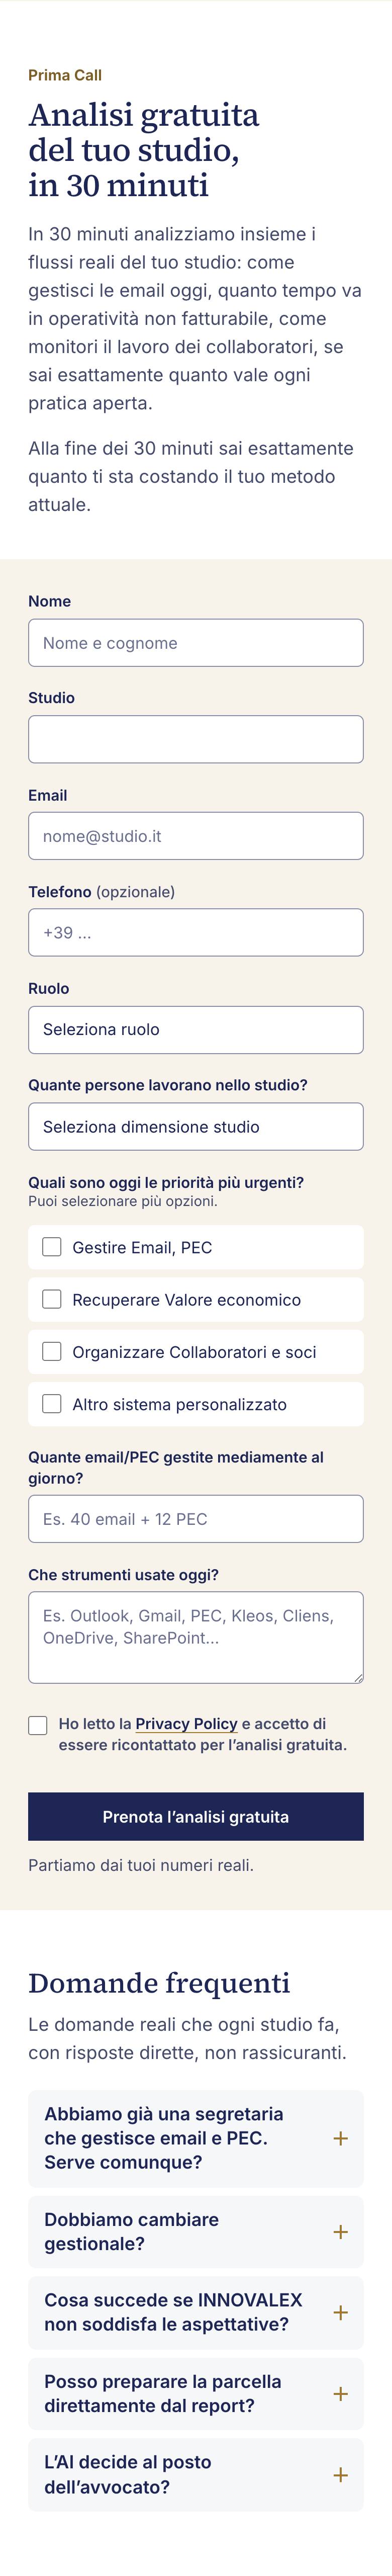 Prima Call
Analisi gratuita
del tuo studio,
in 30 minuti
In 30 minuti analizziamo insieme i
flussi reali del tuo studio: come
gestisci le email oggi, quanto tempo va
in operatività non fatturabile, come
monitori il lavoro dei collaboratori, se
sai esattamente quanto vale ogni
pratica aperta.
Alla fine dei 30 minuti sai esattamente
quanto ti sta costando il tuo metodo
attuale.
Nome
Nome e cognome
Studio
Email
nome@studio.it
Telefono (opzionale)
+39 ...
Ruolo
Seleziona ruolo
Quante persone lavorano nello studio?
Seleziona dimensione studio
Quali sono oggi le priorità più urgenti?
Puoi selezionare più opzioni.
Gestire Email, PEC
Recuperare Valore economico
Organizzare Collaboratori e soci
Altro sistema personalizzato
Quante email/PEC gestite mediamente al
giorno?
Es. 40 email + 12 PEC
Che strumenti usate oggi?
Es. Outlook, Gmail, PEC, Kleos, Cliens,
OneDrive, SharePoint...
Ho letto la Privacy Policy e accetto di
essere ricontattato per l’analisi gratuita.
Prenota l’analisi gratuita
Partiamo dai tuoi numeri reali.
Domande frequenti
Le domande reali che ogni studio fa,
con risposte dirette, non rassicuranti.
Abbiamo già una segretaria
che gestisce email e PEC.
Serve comunque?
Dobbiamo cambiare
gestionale?
Cosa succede se INNOVALEX
non soddisfa le aspettative?
Posso preparare la parcella
direttamente dal report?
L’AI decide al posto
dell’avvocato?